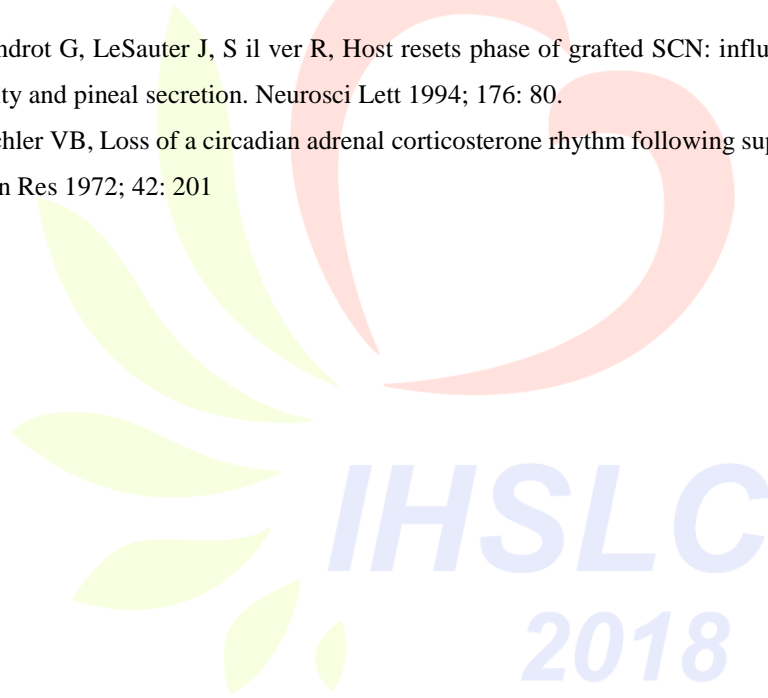 ndrot G, LeSauter J, S il ver R, Host resets phase of grafted SCN: influ
ty and pineal secretion. Neurosci Lett 1994; 176: 80.
chler VB, Loss of a circadian adrenal corticosterone rhythm following sup
n Res 1972; 42: 201
IHSLC
2018